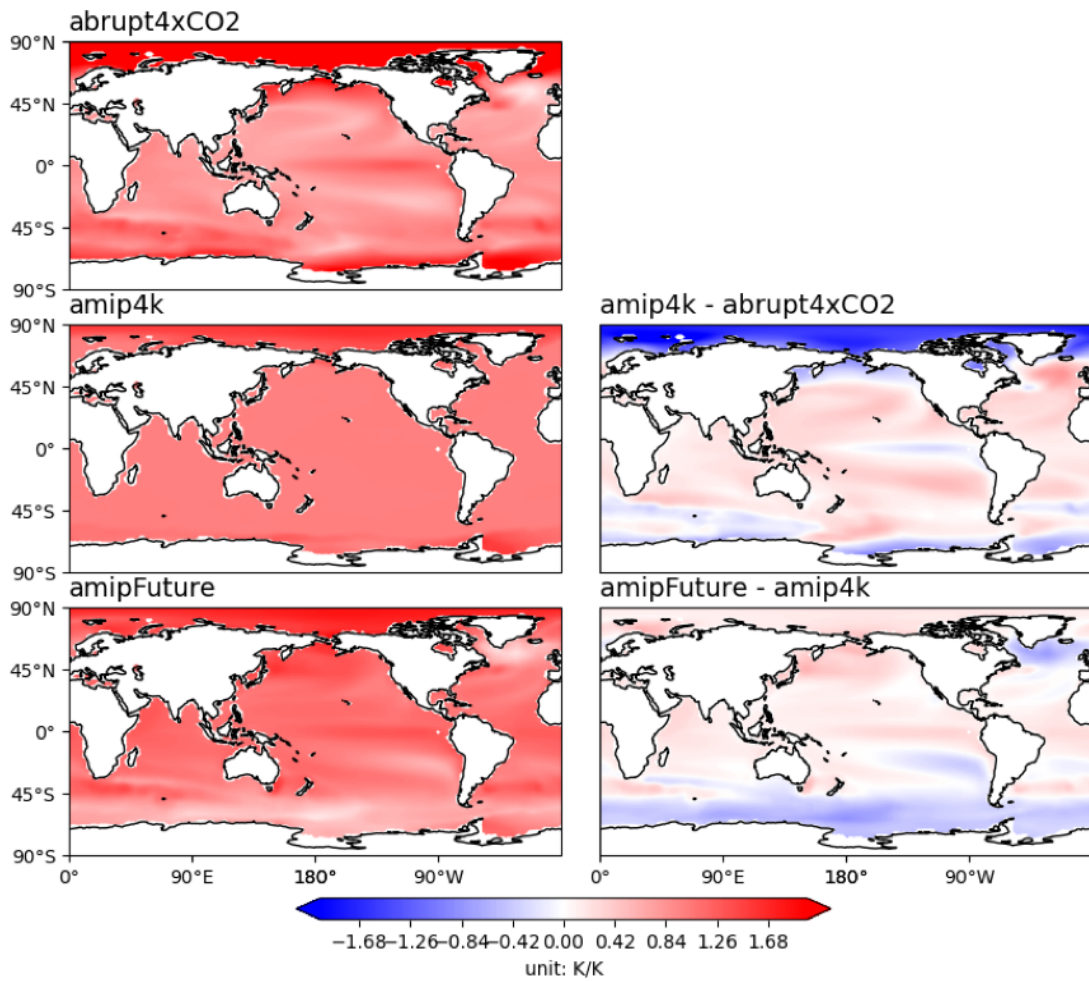 abrupt4xCO2
90°N
45°N
0°
45°S
90°S
amip4k
amip4k - abrupt4xCO2
90°N
45°N
0°
45°S
90°S
amipFuture
amipFuture - amip4k
90°N
45°N
0°
45°S
90°S
0° 90°E 180° 90°W
0° 90°E 180° 90°W
−1.68 −1.26 −0.84 −0.42 0.00 0.42 0.84 1.26 1.68
unit: K/K